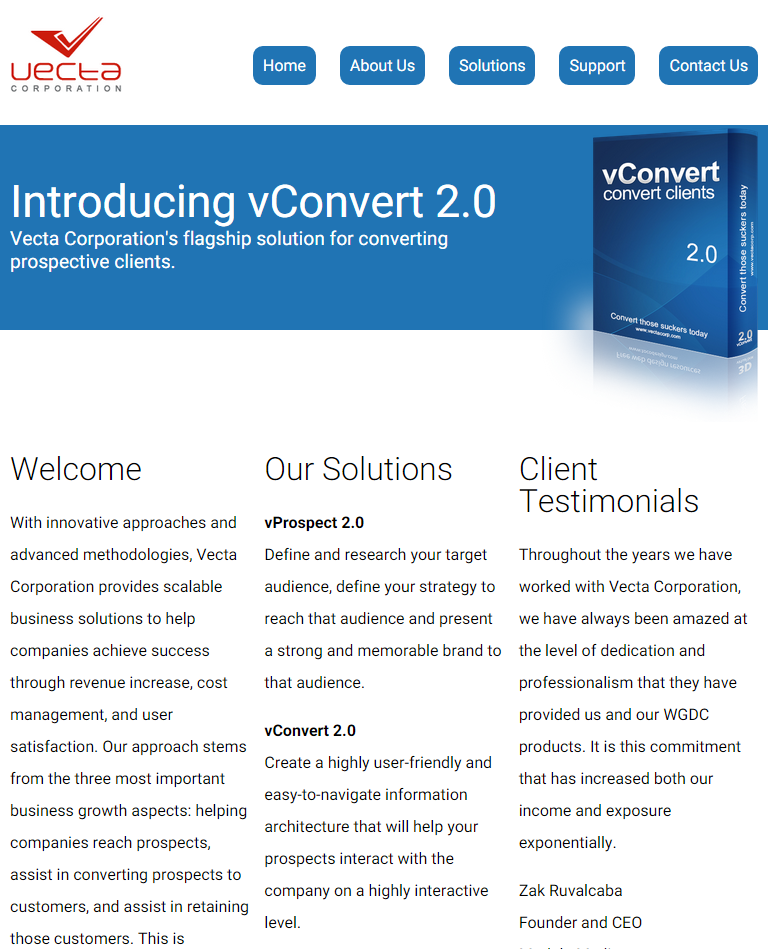 vecta
CORPORATION
Home
About Us
Solutions
Support
Contact Us
Introducing vConvert 2.0
Vecta Corporation's flagship solution for converting
prospective clients.
vConvert
convert clients
2.0
Convert those suckers today
www.vectacorp.com
Convert those suckers today
www.vectacorp.com
2.0
vConvert
Welcome
With innovative approaches and
advanced methodologies, Vecta
Corporation provides scalable
business solutions to help
companies achieve success
through revenue increase, cost
management, and user
satisfaction. Our approach stems
from the three most important
business growth aspects: helping
companies reach prospects,
assist in converting prospects to
customers, and assist in retaining
those customers. This is
Our Solutions
vProspect 2.0
Define and research your target
audience, define your strategy to
reach that audience and present
a strong and memorable brand to
that audience.
vConvert 2.0
Create a highly user-friendly and
easy-to-navigate information
architecture that will help your
prospects interact with the
company on a highly interactive
level.
Client
Testimonials
Throughout the years we have
worked with Vecta Corporation,
we have always been amazed at
the level of dedication and
professionalism that they have
provided us and our WGDC
products. It is this commitment
that has increased both our
income and exposure
exponentially.
Zak Ruvalcaba
Founder and CEO